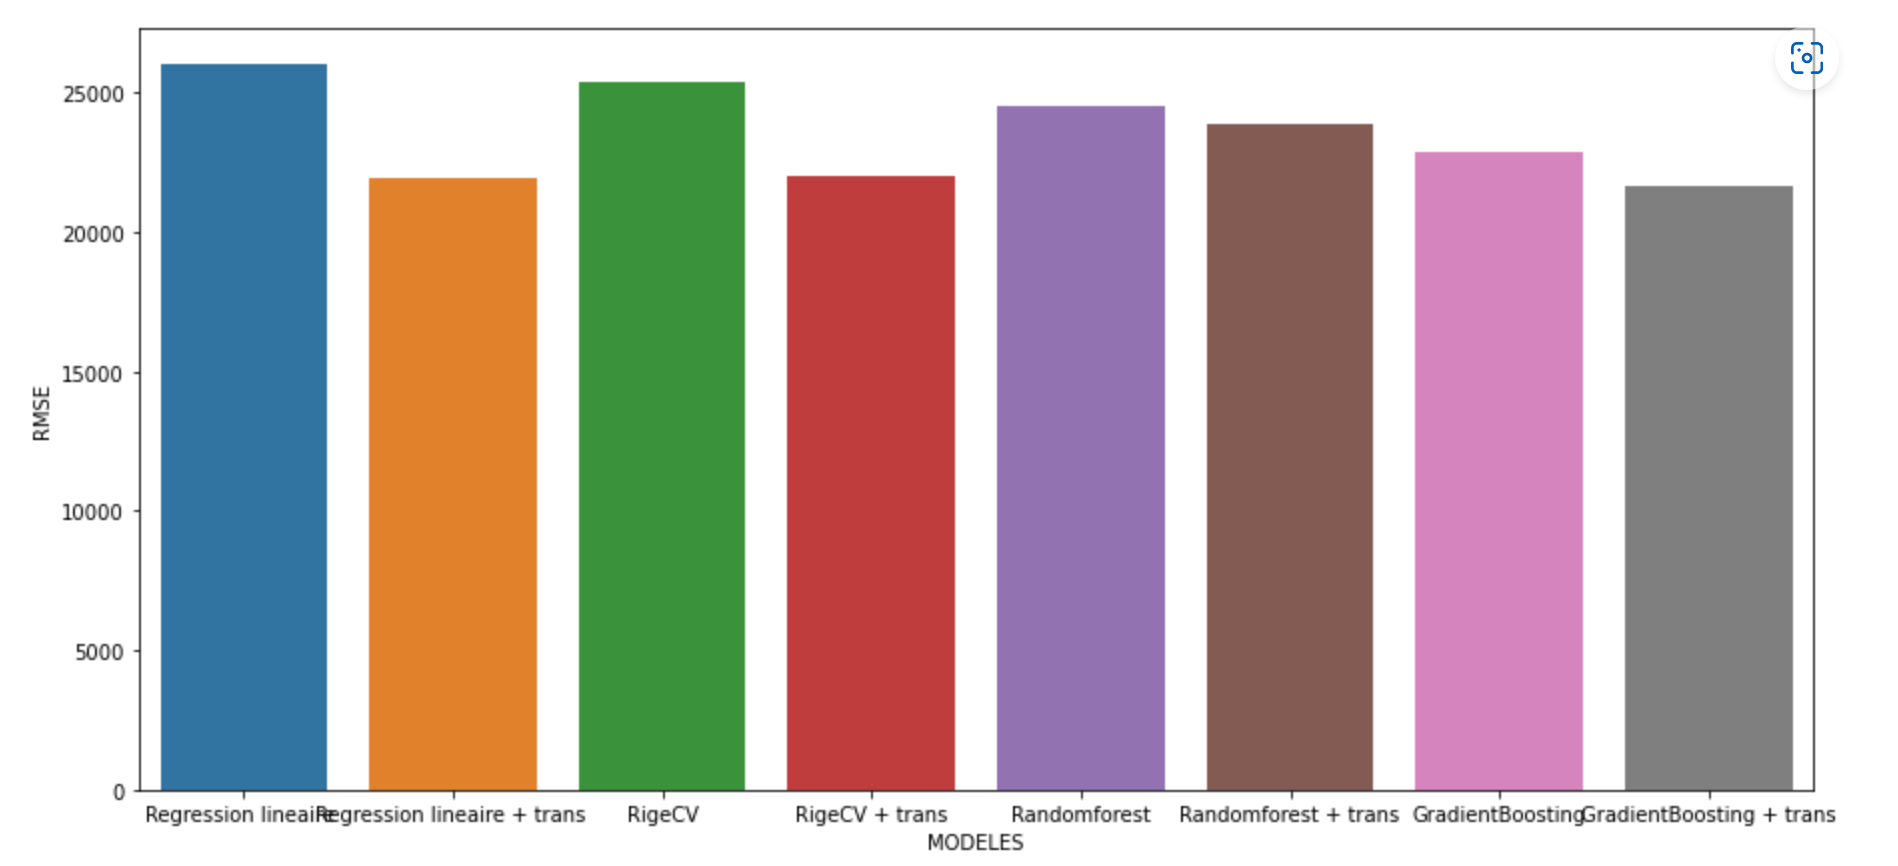 RMSE
25000
20000
15000
10000
5000
0
Regression lineaire
Regression lineaire + trans
RigeCV
RigeCV + trans
Randomforest
Randomforest + trans
GradientBoosting
GradientBoosting + trans
MODELES